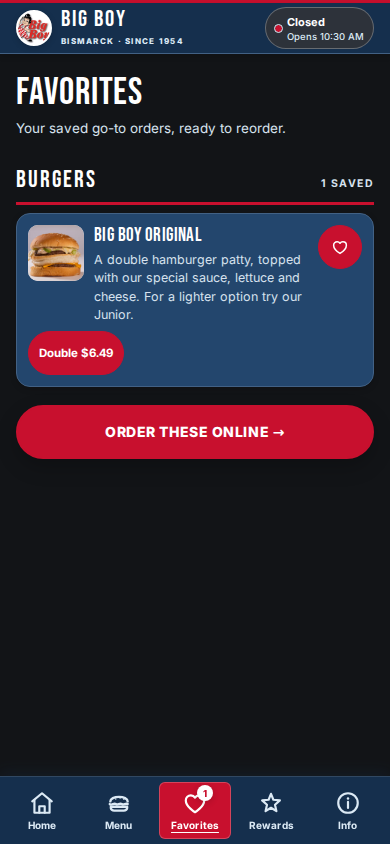 Big Boy
BIG BOY
BISMARCK · SINCE 1954
Closed
Opens 10:30 AM
FAVORITES
Your saved go-to orders, ready to reorder.
BURGERS
1 SAVED
BIG BOY ORIGINAL
A double hamburger patty, topped
with our special sauce, lettuce and
cheese. For a lighter option try our
Junior.
Double $6.49
ORDER THESE ONLINE →
1
Home
Menu
Favorites
Rewards
Info